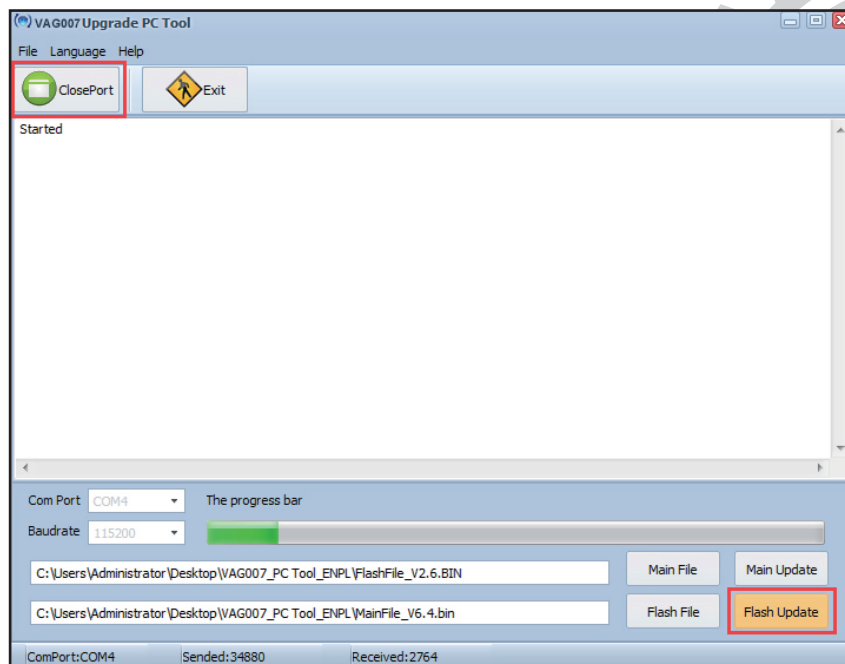 VAG007 Upgrade PC Tool
File Language Help
ClosePort Exit
Started
Com Port COM4 The progress bar
Baudrate 115200
C:\Users\Administrator\Desktop\VAG007_PC Tool_ENPL\FlashFile_V2.6.BIN Main File Main Update
C:\Users\Administrator\Desktop\VAG007_PC Tool_ENPL\MainFile_V6.4.bin Flash File Flash Update
ComPort:COM4 Sended:34880 Received:2764